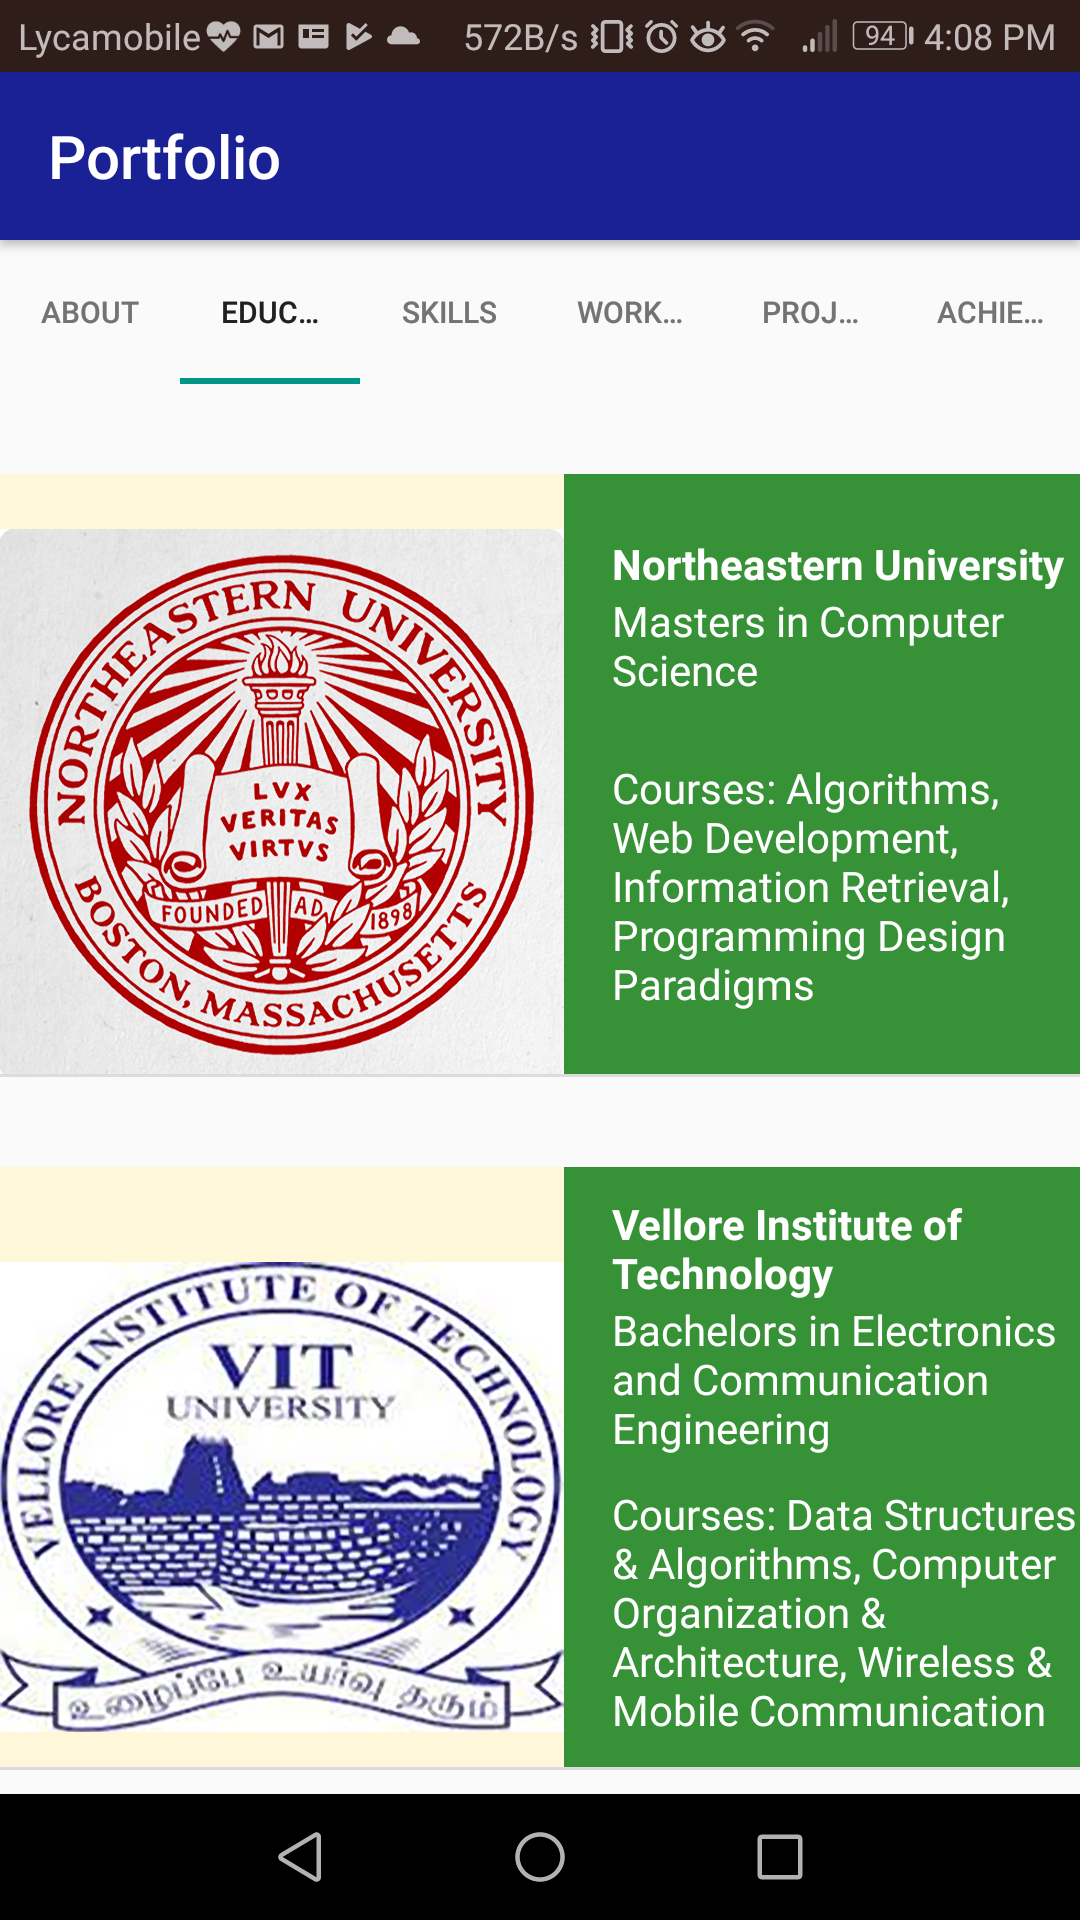 Lycamobile 572B/s 94 4:08 PM
Portfolio
ABOUT EDUC... SKILLS WORK... PROJ... ACHIE...
NORTHEASTERN UNIVERSITY
LVX
VERITAS
VIRTVS
FOUNDED AD 1898
BOSTON, MASSACHUSETTS
Northeastern University
Masters in Computer
Science
Courses: Algorithms,
Web Development,
Information Retrieval,
Programming Design
Paradigms
VELLORE INSTITUTE OF TECHNOLOGY
VIT
UNIVERSITY
உழைப்பே உயர்வு தரும்
Vellore Institute of
Technology
Bachelors in Electronics
and Communication
Engineering
Courses: Data Structures
& Algorithms, Computer
Organization &
Architecture, Wireless &
Mobile Communication